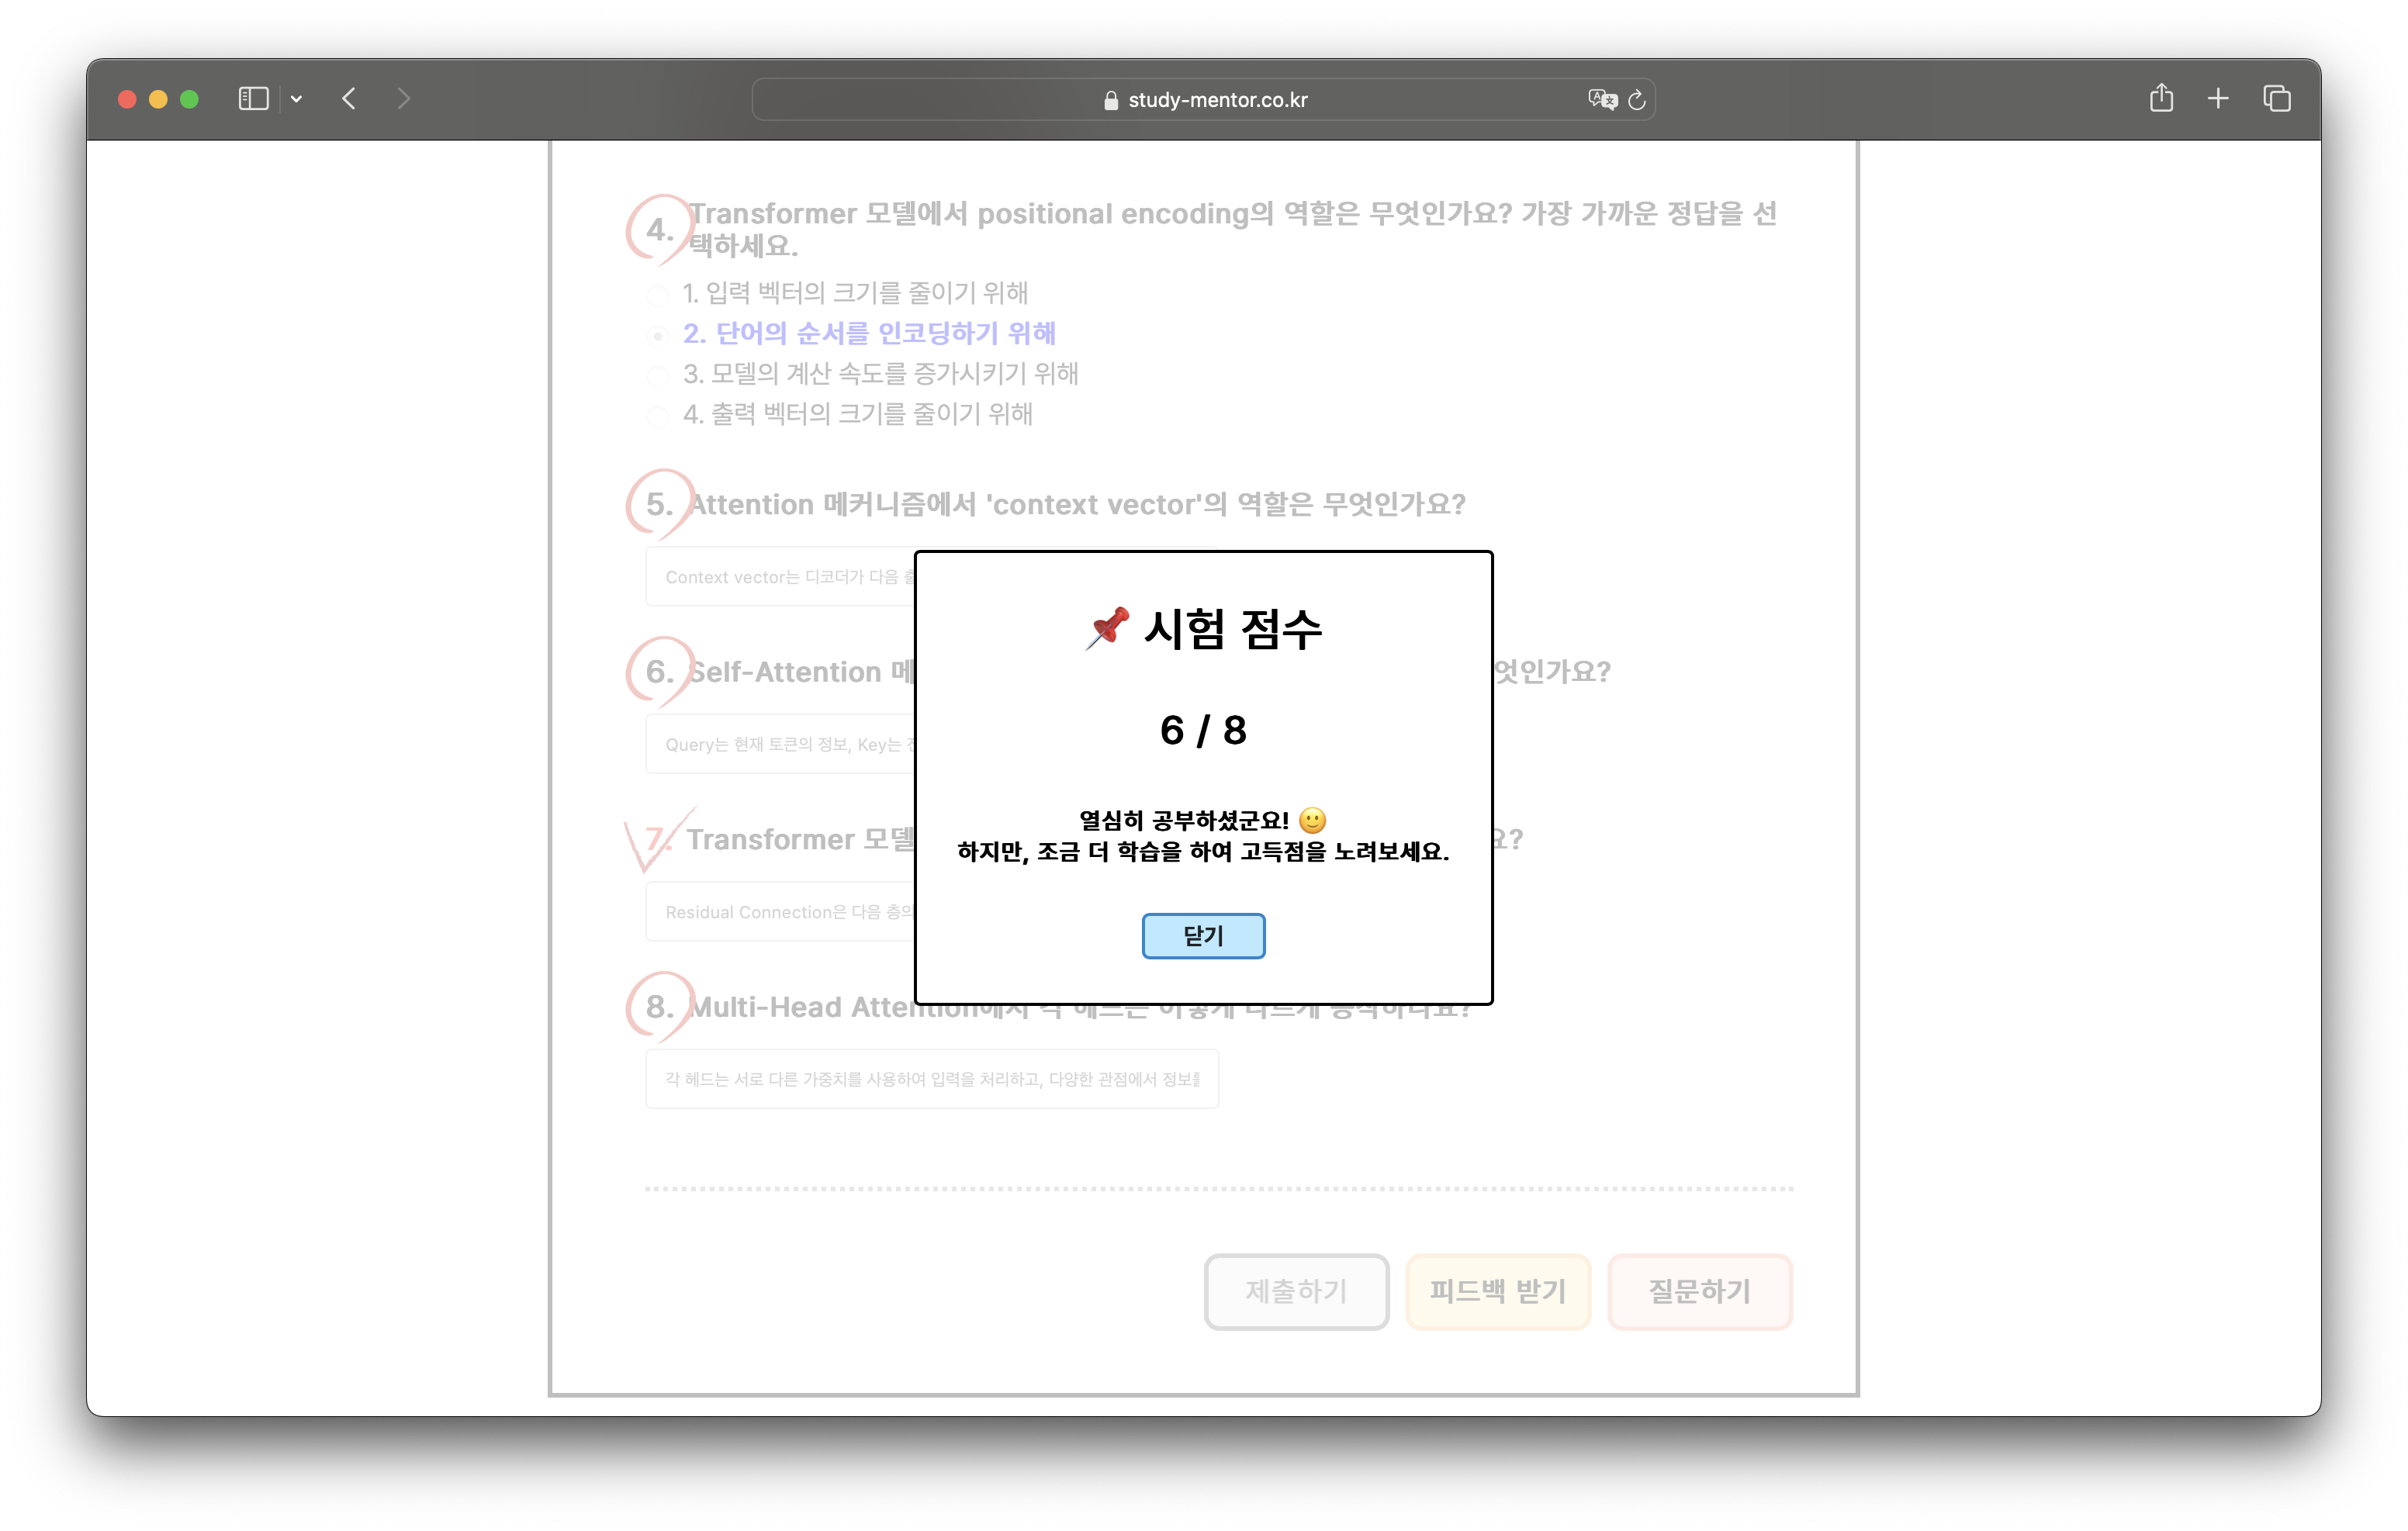 study-mentor.co.kr
4. Transformer 모델에서 positional encoding의 역할은 무엇인가요? 가장 가까운 정답을 선
택하세요.
1. 입력 벡터의 크기를 줄이기 위해
2. 단어의 순서를 인코딩하기 위해
3. 모델의 계산 속도를 증가시키기 위해
4. 출력 벡터의 크기를 줄이기 위해
5. Attention 메커니즘에서 'context vector'의 역할은 무엇인가요?
Context vector는 디코더가 다음
📌 시험 점수
6. Self-Attention 엇인가요?
6 / 8
Query는 현재 토큰의 정보, Key는
열심히 공부하셨군요! 🙂
7. Transformer 모델 요?
하지만, 조금 더 학습을 하여 고득점을 노려보세요.
Residual Connection은 다음 층의
닫기
8. Multi-Head Attention에서 각 헤드는 어떻게 다르게 동작하나요?
각 헤드는 서로 다른 가중치를 사용하여 입력을 처리하고, 다양한 관점에서 정보를
제출하기
피드백 받기
질문하기